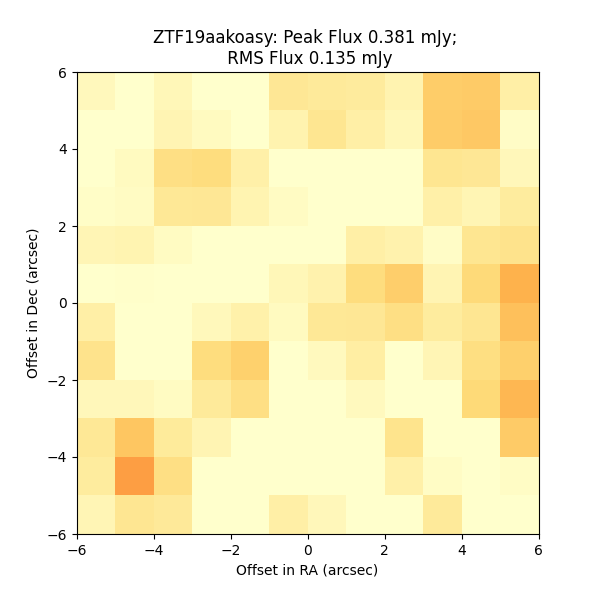 ZTF19aakoasy: Peak Flux 0.381 mJy;
RMS Flux 0.135 mJy
6
4
2
0
−2
−4
−6
Offset in Dec (arcsec)
−6 −4 −2 0 2 4 6
Offset in RA (arcsec)